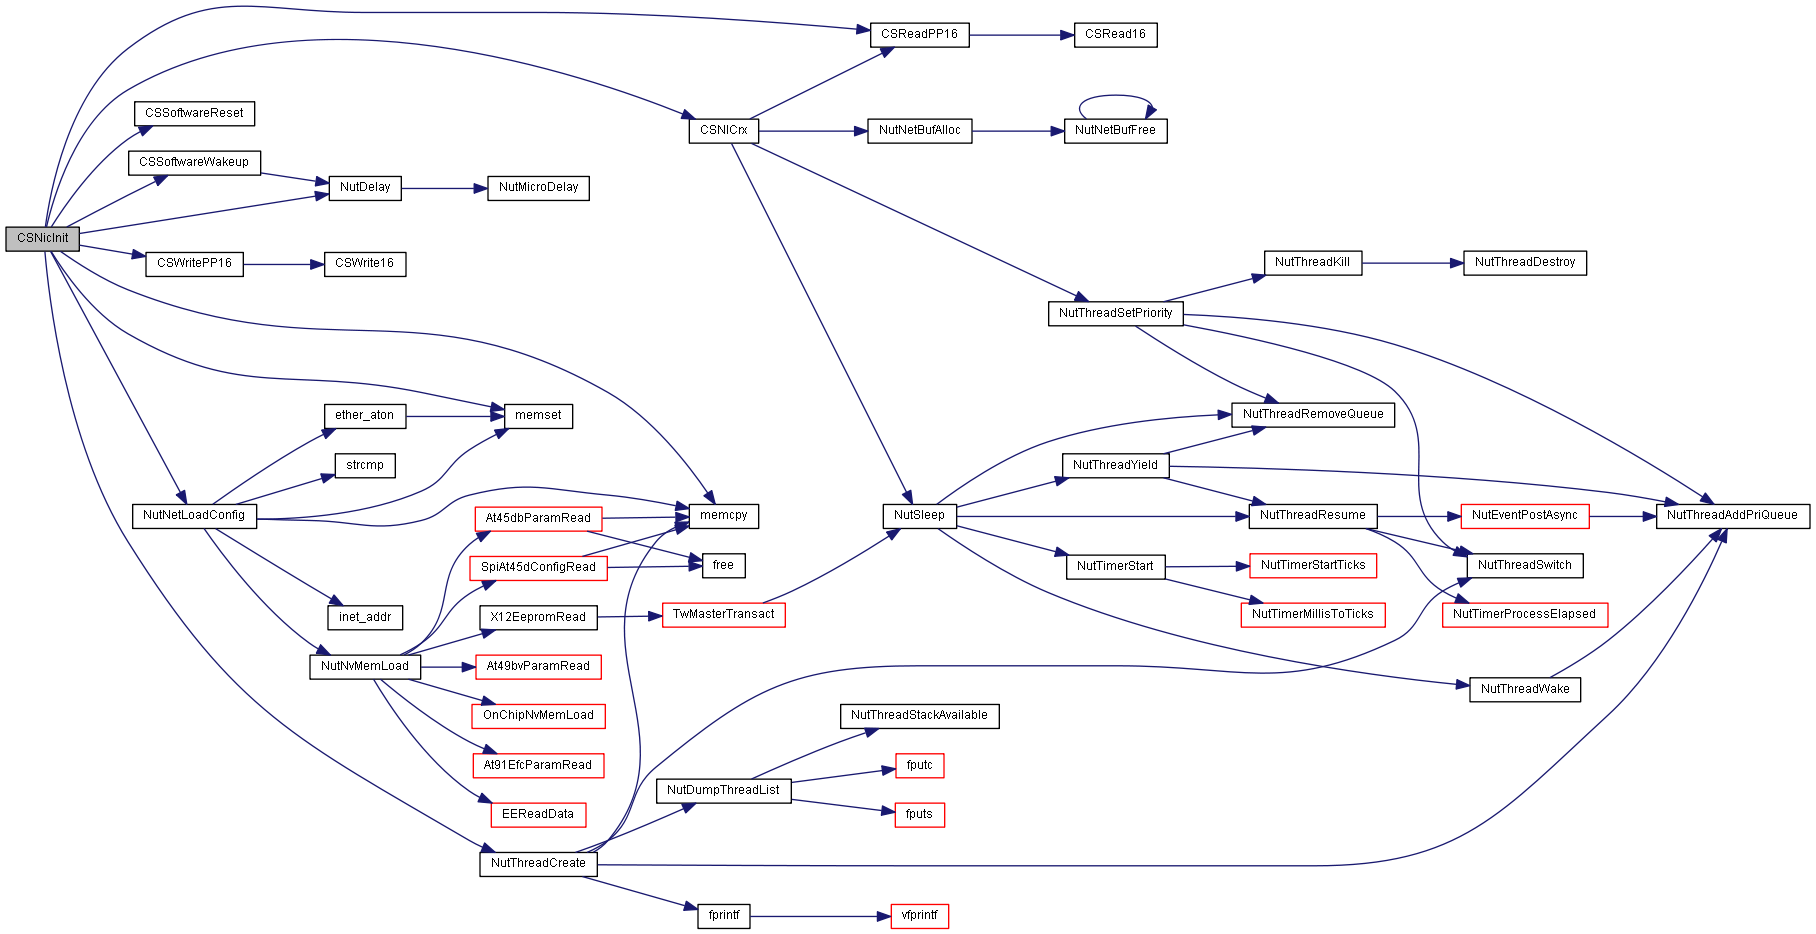 CSReadPP16
CSRead16
CSSoftwareReset
CSNICrx
NutNetBufAlloc
NutNetBufFree
CSSoftwareWakeup
NutDelay
NutMicroDelay
CSNicInit
CSWritePP16
CSWrite16
NutThreadKill
NutThreadDestroy
NutThreadSetPriority
ether_aton
memset
NutThreadRemoveQueue
strcmp
NutThreadYield
NutNetLoadConfig
At45dbParamRead
memcpy
NutSleep
NutThreadResume
NutEventPostAsync
NutThreadAddPriQueue
SpiAt45dConfigRead
free
NutTimerStart
NutTimerStartTicks
NutThreadSwitch
inet_addr
X12EepromRead
TwMasterTransact
NutTimerMillisToTicks
NutTimerProcessElapsed
NutNvMemLoad
At49bvParamRead
NutThreadWake
OnChipNvMemLoad
NutThreadStackAvailable
At91EfcParamRead
fputc
NutDumpThreadList
EEReadData
fputs
NutThreadCreate
fprintf
vfprintf